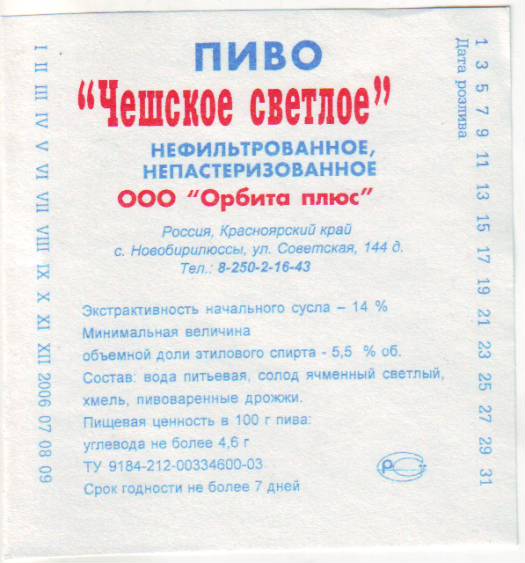 ПИВО
“Чешское светлое”
НЕФИЛЬТРОВАННОЕ,
НЕПАСТЕРИЗОВАННОЕ
ООО “Орбита плюс”
Россия, Красноярский край
с. Новобирилюссы, ул. Советская, 144 д.
Тел.: 8-250-2-16-43
Экстрактивность начального сусла – 14 %
Минимальная величина
объемной доли этилового спирта - 5,5 % об.
Состав: вода питьевая, солод ячменный светлый,
хмель, пивоваренные дрожжи.
Пищевая ценность в 100 г пива:
углевода не более 4,6 г
ТУ 9184-212-00334600-03
Срок годности не более 7 дней
I II III IV V VI VII VIII IX X XI XII 2006 07 08 09
Дата розлива
1 3 5 7 9 11 13 15 17 19 21 23 25 27 29 31